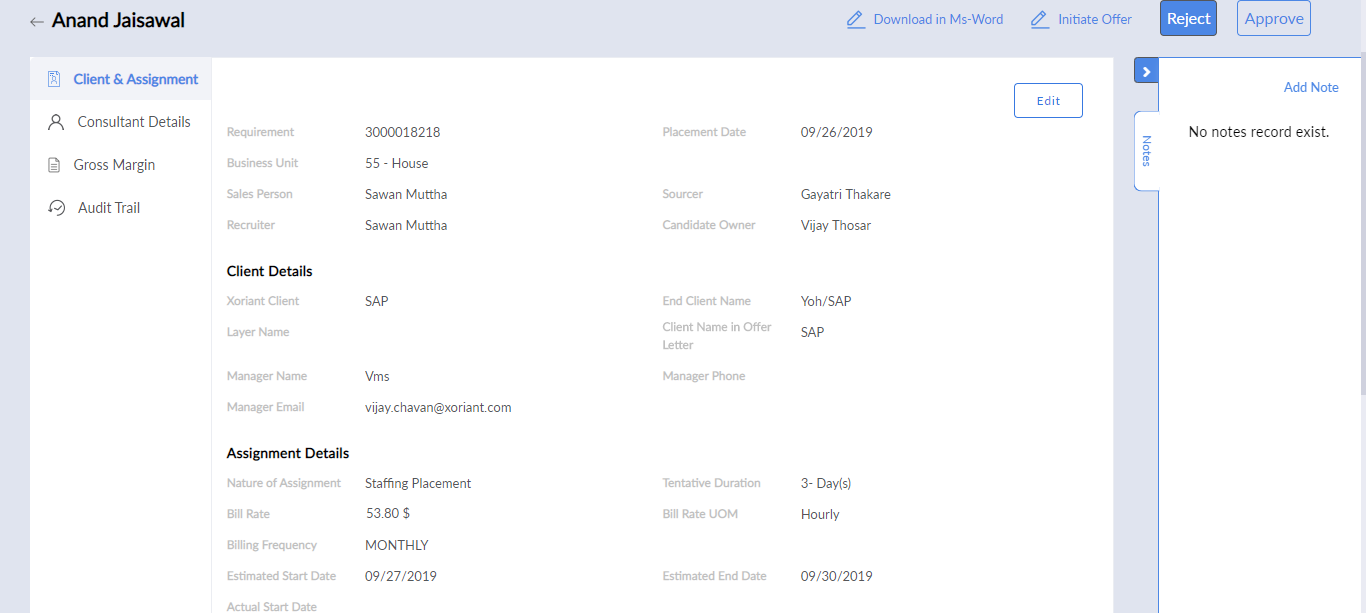 ← Anand Jaisawal
Download in Ms-Word
Initiate Offer
Reject
Approve
Client & Assignment
Consultant Details
Gross Margin
Audit Trail
Edit
Requirement 3000018218 Placement Date 09/26/2019
Business Unit 55 - House
Sales Person Sawan Muttha Sourcer Gayatri Thakare
Recruiter Sawan Muttha Candidate Owner Vijay Thosar
Client Details
Xoriant Client SAP End Client Name Yoh/SAP
Layer Name Client Name in Offer Letter SAP
Manager Name Vms Manager Phone
Manager Email vijay.chavan@xoriant.com
Assignment Details
Nature of Assignment Staffing Placement Tentative Duration 3- Day(s)
Bill Rate 53.80 $ Bill Rate UOM Hourly
Billing Frequency MONTHLY
Estimated Start Date 09/27/2019 Estimated End Date 09/30/2019
Actual Start Date
Notes
Add Note
No notes record exist.